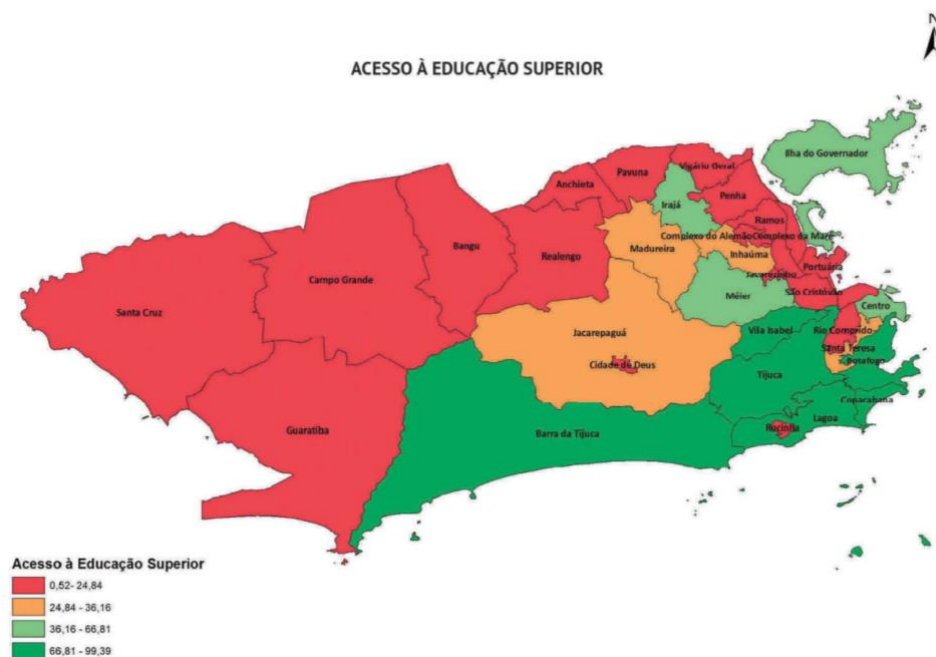 N
ACESSO À EDUCAÇÃO SUPERIOR
Ilha do Governador
Vigário Geral
Pavuna
Anchieta
Penha
Irajá
Ramos
Complexo do Alemão
Complexo da Maré
Bangu
Madureira
Inhaúma
Realengo
Portuária
Jacarezinho
Campo Grande
São Cristóvão
Méier
Centro
Santa Cruz
Jacarepaguá
Vila Isabel
Rio Comprido
Santa Teresa
Botafogo
Cidade de Deus
Tijuca
Copacabana
Lagoa
Rocinha
Guaratiba
Barra da Tijuca
Acesso à Educação Superior
0,52- 24,84
24,84 - 36,16
36,16 - 66,81
66,81 - 99,39